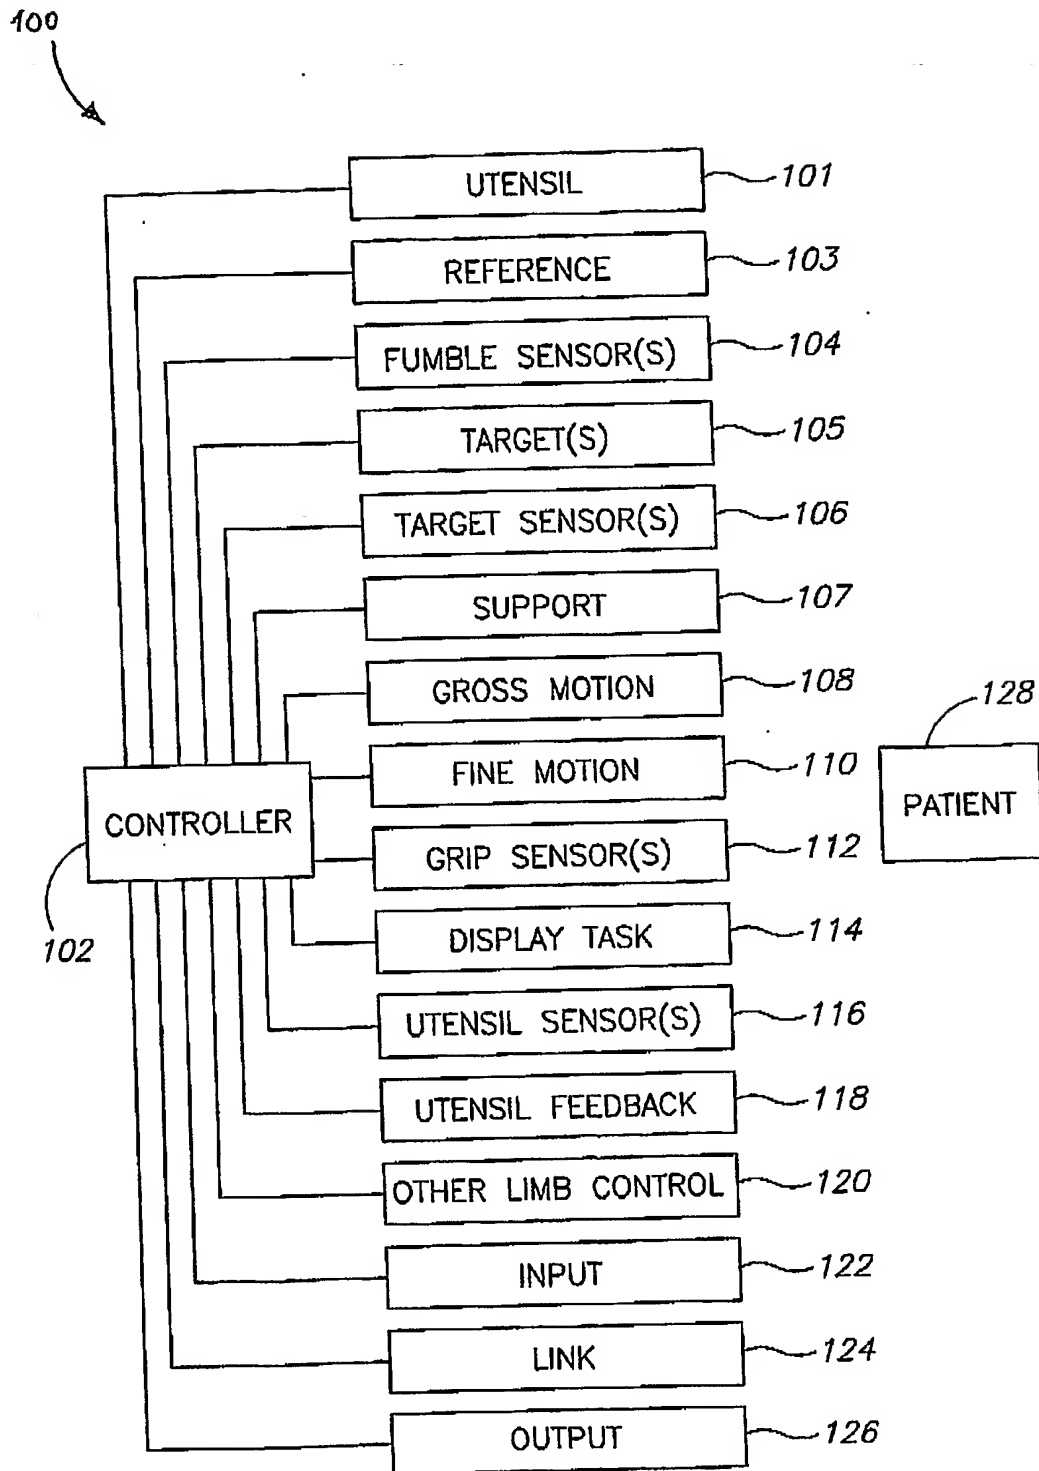 100
UTENSIL 101
REFERENCE 103
FUMBLE SENSOR(S) 104
TARGET(S) 105
TARGET SENSOR(S) 106
SUPPORT 107
GROSS MOTION 108
128
FINE MOTION 110
PATIENT
CONTROLLER
GRIP SENSOR(S) 112
102
DISPLAY TASK 114
UTENSIL SENSOR(S) 116
UTENSIL FEEDBACK 118
OTHER LIMB CONTROL 120
INPUT 122
LINK 124
OUTPUT 126